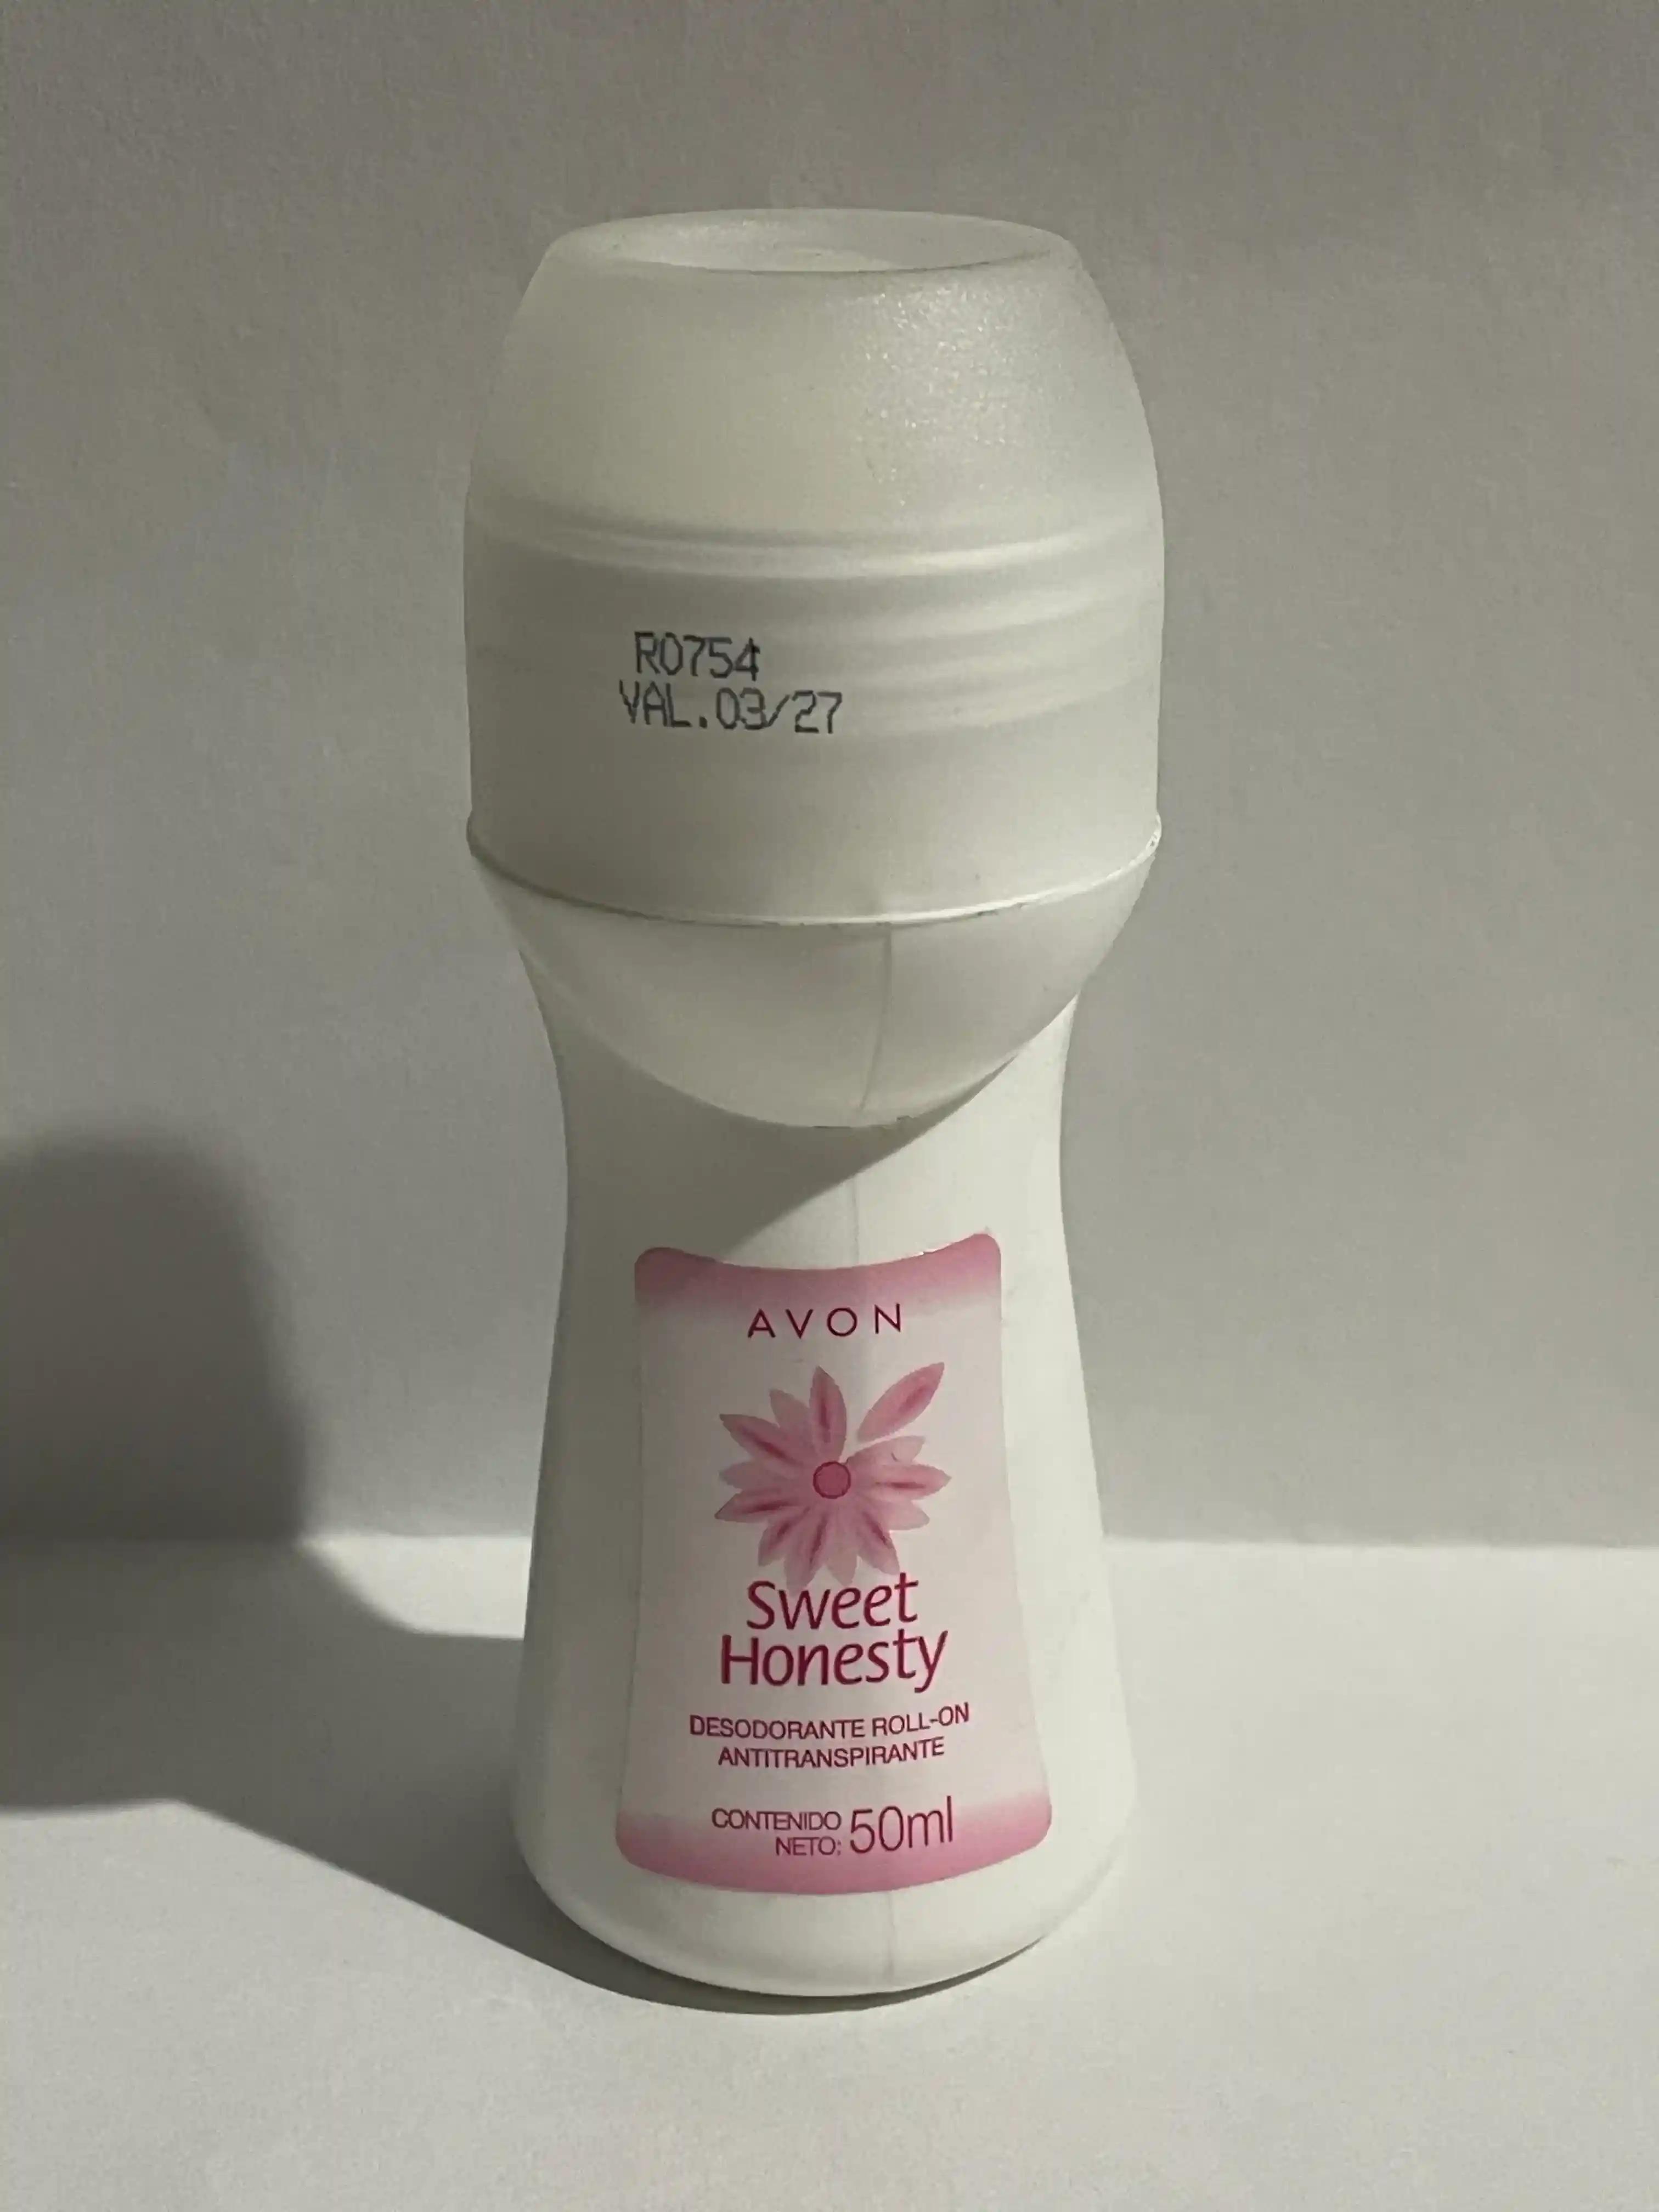 R0754
VAL.03/27
AVON
Sweet
Honesty
DESODORANTE ROLL-ON
ANTITRANSPIRANTE
CONTENIDO
NETO: 50ml